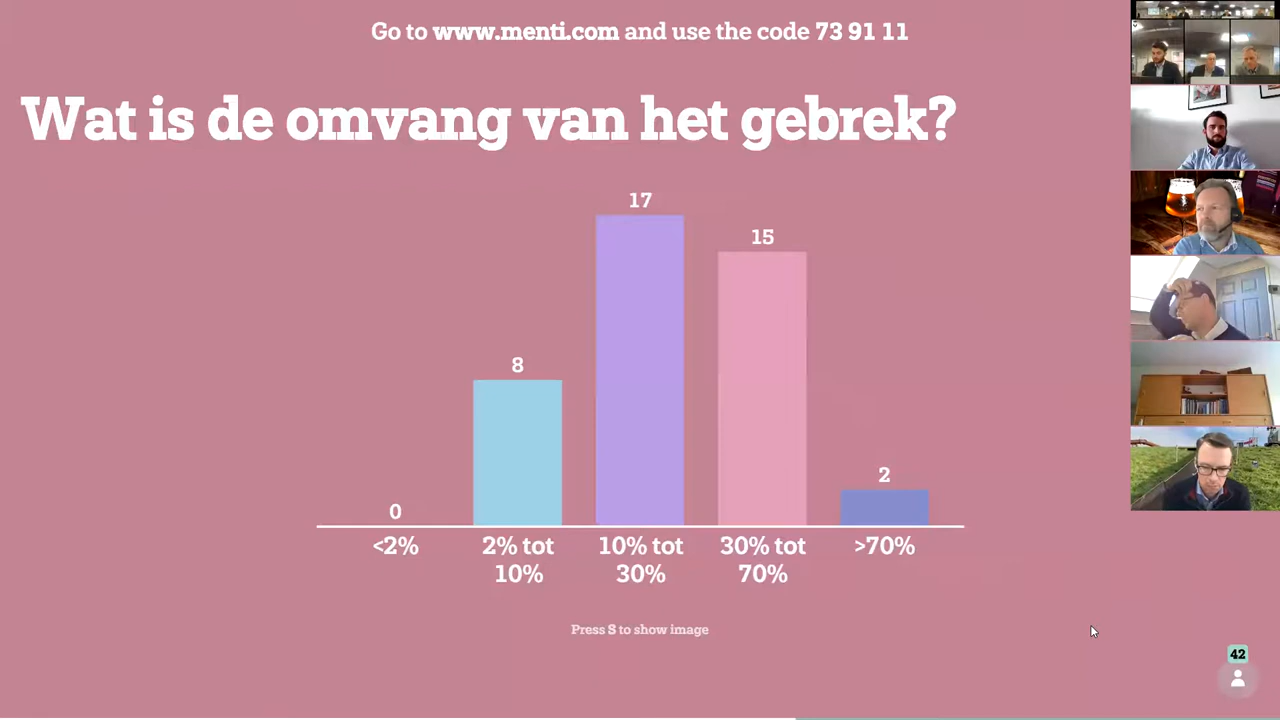 Go to www.menti.com and use the code 73 91 11
Wat is de omvang van het gebrek?
17
15
8
2
0
<2%
2% tot
10%
10% tot
30%
30% tot
70%
>70%
Press S to show image
42